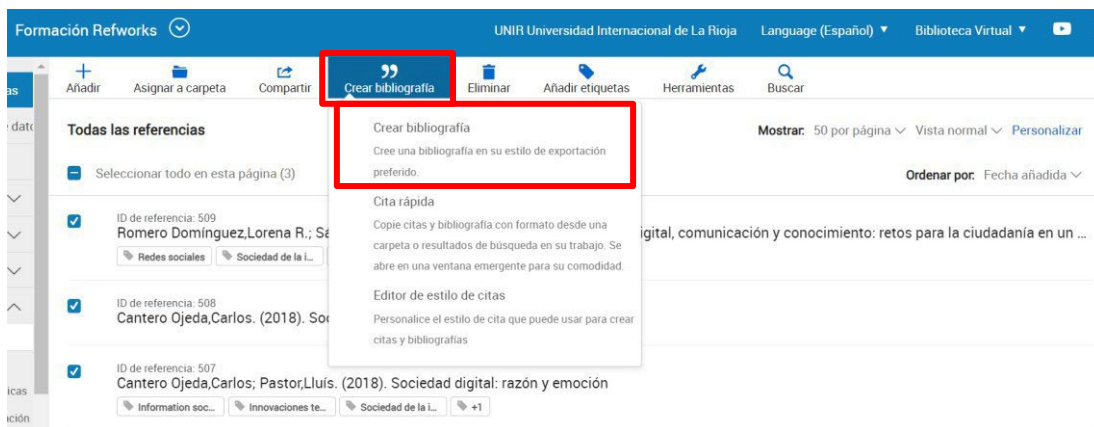 Formación Refworks
UNIR Universidad Internacional de La Rioja Language (Español) Biblioteca Virtual
as
Añadir Asignar a carpeta Compartir Crear bibliografía Eliminar Añadir etiquetas Herramientas Buscar
dato
Todas las referencias
Mostrar: 50 por página Vista normal Personalizar
Seleccionar todo en esta página (3)
Ordenar por: Fecha añadida
Crear bibliografía
Cree una bibliografía en su estilo de exportación
preferido.
Cita rápida
Copie citas y bibliografía con formato desde una
carpeta o resultados de búsqueda en su trabajo. Se
abre en una ventana emergente para su comodidad.
Editor de estilo de citas
Personalice el estilo de cita que puede usar para crear
citas y bibliografías
ID de referencia: 509
Romero Domínguez,Lorena R.; Sá igital, comunicación y conocimiento: retos para la ciudadanía en un ...
Redes sociales Sociedad de la i...
ID de referencia: 508
Cantero Ojeda,Carlos. (2018). Soc
ID de referencia: 507
Cantero Ojeda,Carlos; Pastor,Lluís. (2018). Sociedad digital: razón y emoción
Information soc... Innovaciones te... Sociedad de la i... +1
icas
ación